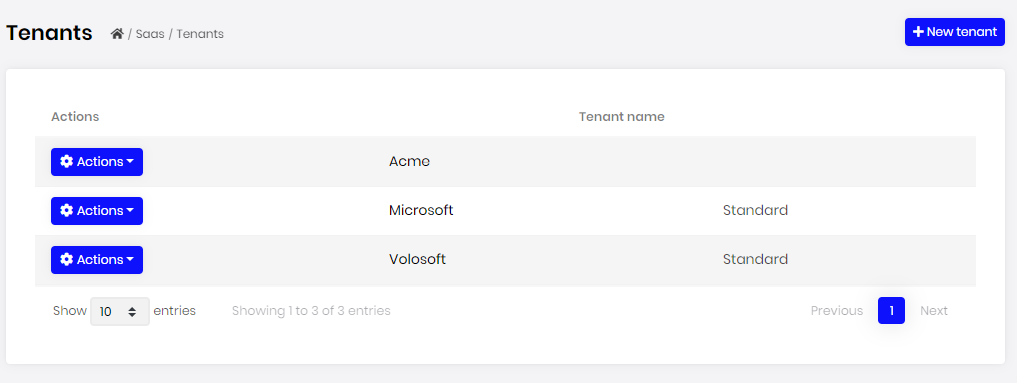 Tenants / Saas / Tenants + New tenant
Actions Tenant name
Actions Acme
Actions Microsoft Standard
Actions Volosoft Standard
Show 10 entries Showing 1 to 3 of 3 entries Previous 1 Next